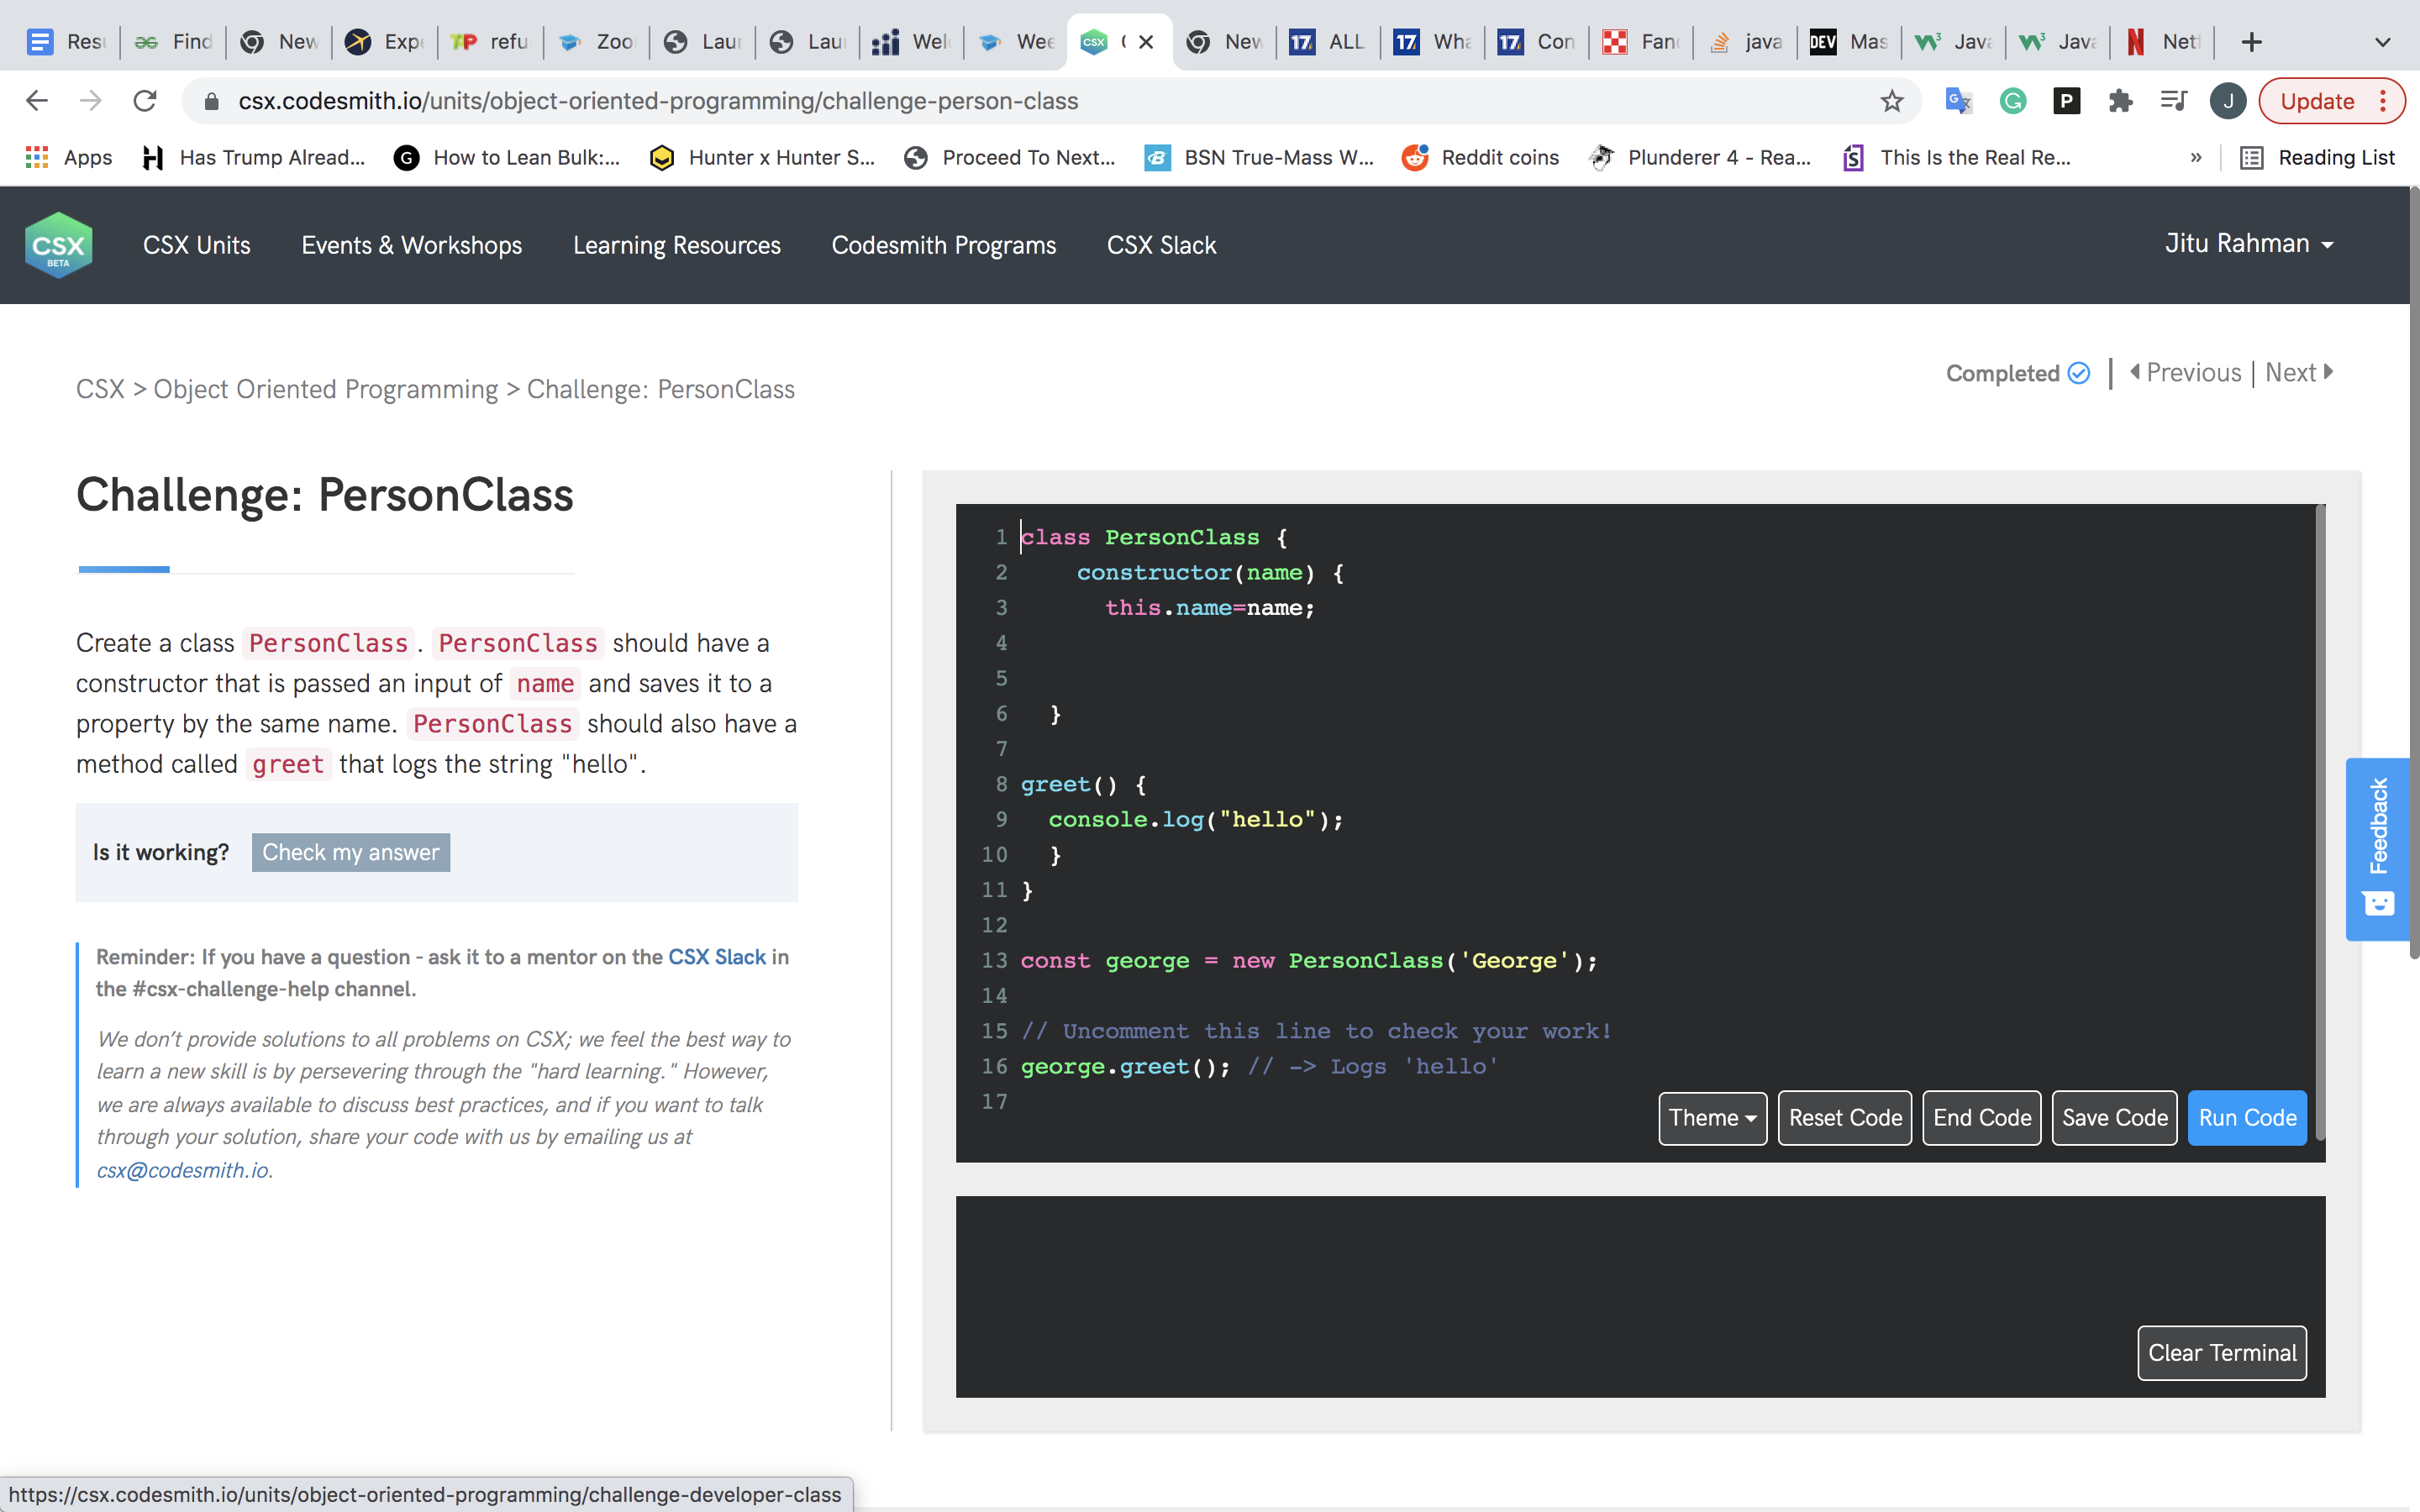 Resu Find New Expe TP refu Zoo Laur Laur Wel Wee CSX New 17 ALL 17 Wha 17 Con Fand java DEV Mas Java Java N Net
csx.codesmith.io/units/object-oriented-programming/challenge-person-class P J Update
Apps Has Trump Alread... How to Lean Bulk:... Hunter x Hunter S... Proceed To Next... BSN True-Mass W... Reddit coins Plunderer 4 - Rea... This Is the Real Re... » Reading List
CSX BETA CSX Units Events & Workshops Learning Resources Codesmith Programs CSX Slack Jitu Rahman
Completed Previous | Next
CSX > Object Oriented Programming > Challenge: PersonClass
Challenge: PersonClass
Create a class PersonClass. PersonClass should have a
constructor that is passed an input of name and saves it to a
property by the same name. PersonClass should also have a
method called greet that logs the string "hello".
Is it working? Check my answer
Reminder: If you have a question - ask it to a mentor on the CSX Slack in
the #csx-challenge-help channel.
We don’t provide solutions to all problems on CSX; we feel the best way to
learn a new skill is by persevering through the "hard learning." However,
we are always available to discuss best practices, and if you want to talk
through your solution, share your code with us by emailing us at
csx@codesmith.io.
1 class PersonClass {
2 constructor(name) {
3 this.name=name;
4
5
6 }
7
8 greet() {
9 console.log("hello");
10 }
11 }
12
13 const george = new PersonClass('George');
14
15 // Uncomment this line to check your work!
16 george.greet(); // -> Logs 'hello'
17
Theme Reset Code End Code Save Code Run Code
Clear Terminal
Feedback
https://csx.codesmith.io/units/object-oriented-programming/challenge-developer-class